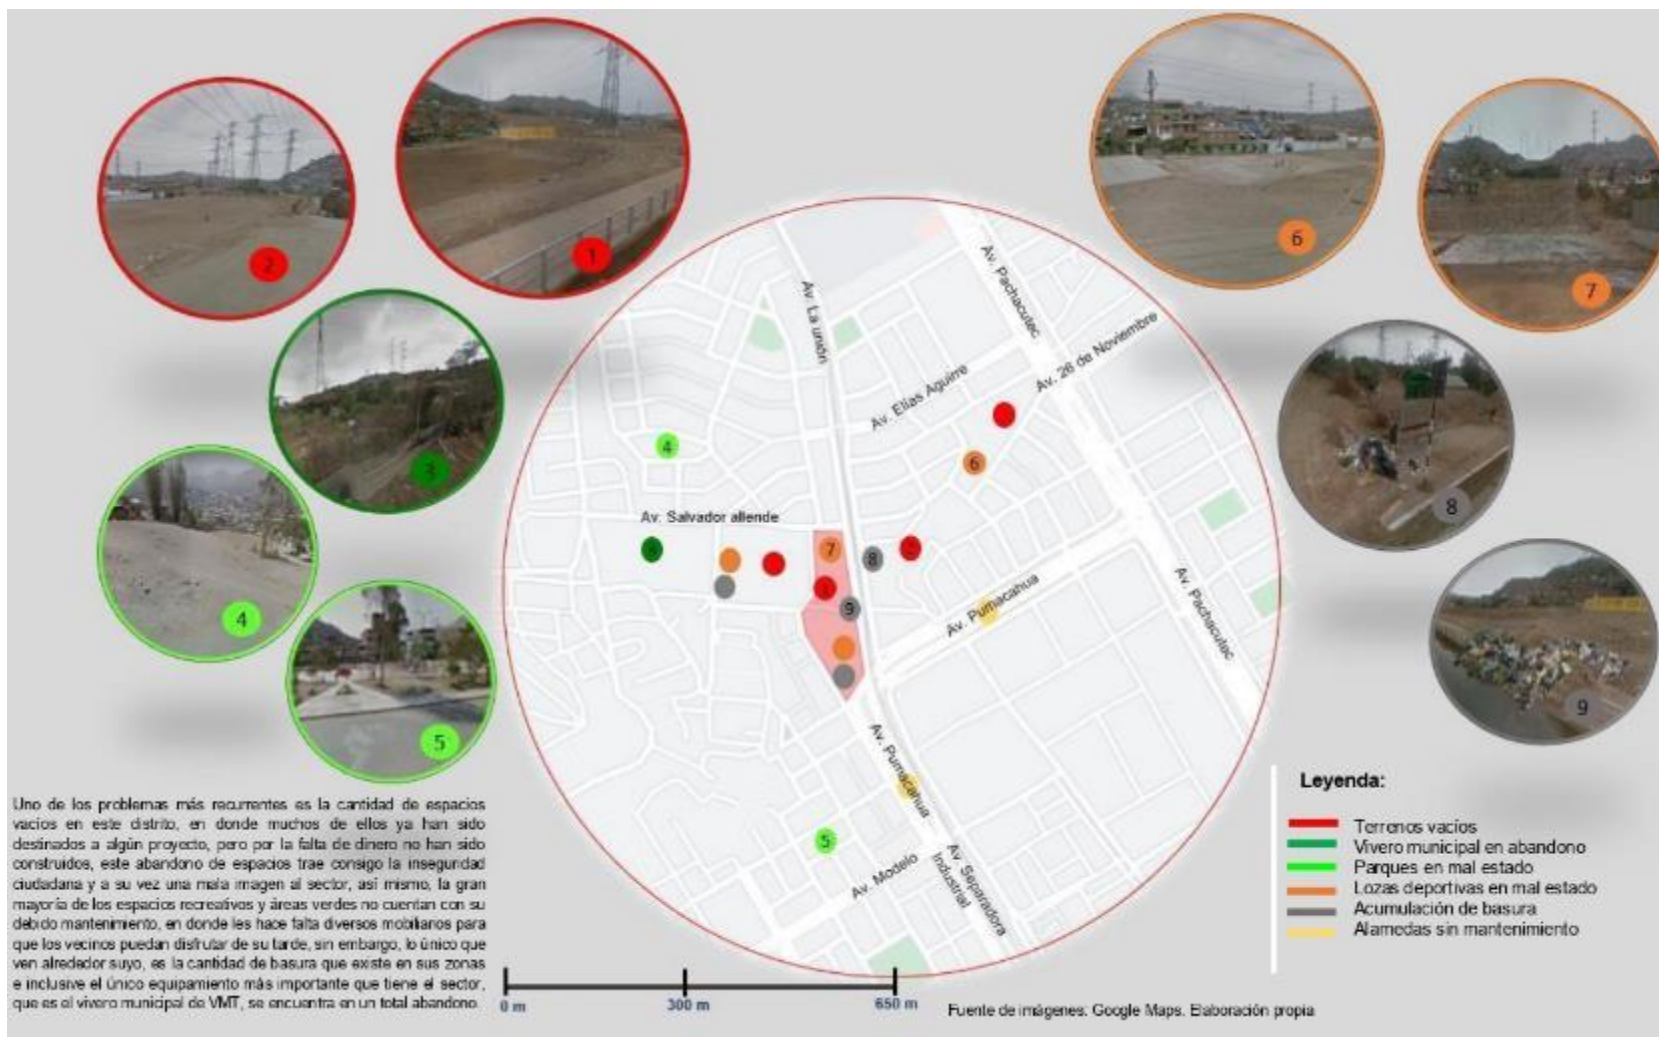 2
1
6
7
3
8
4
9
5
Av. Pachacutec
Av. La unión
Av. 26 de Noviembre
Av. Elías Aguirre
4
6
Av. Salvador allende
7
8
9
Av. Pumacahua
Av. Pachacutec
Av. Pumacahua
5
Av. Modelo
Av. Separadora
Industrial
Uno de los problemas más recurrentes es la cantidad de espacios
vacíos en este distrito, en donde muchos de ellos ya han sido
destinados a algún proyecto, pero por la falta de dinero no han sido
construidos, este abandono de espacios trae consigo la inseguridad
ciudadana y a su vez una mala imagen al sector, así mismo, la gran
mayoría de los espacios recreativos y áreas verdes no cuentan con su
debido mantenimiento, en donde les hace falta diversos mobiliarios para
que los vecinos puedan disfrutar de su tarde, sin embargo, lo único que
ven alrededor suyo, es la cantidad de basura que existe en sus zonas
e inclusive el único equipamiento más importante que tiene el sector,
que es el vivero municipal de VMT, se encuentra en un total abandono.
0 m
300 m
650 m
Leyenda:
Terrenos vacíos
Vivero municipal en abandono
Parques en mal estado
Lozas deportivas en mal estado
Acumulación de basura
Alamedas sin mantenimiento
Fuente de imágenes: Google Maps. Elaboración propia